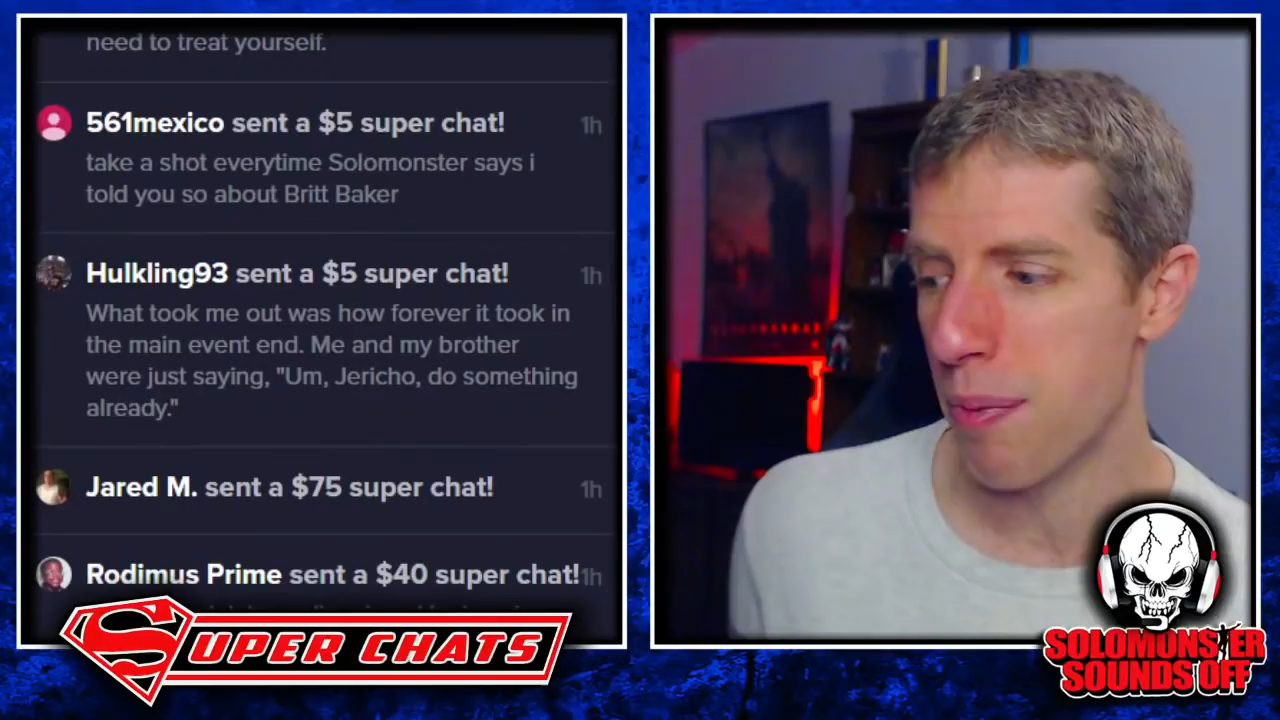 need to treat yourself.
561mexico sent a $5 super chat! 1h
take a shot everytime Solomonster says i
told you so about Britt Baker
Hulkling93 sent a $5 super chat! 1h
What took me out was how forever it took in
the main event end. Me and my brother
were just saying, "Um, Jericho, do something
already."
Jared M. sent a $75 super chat! 1h
Rodimus Prime sent a $40 super chat! 1h
SUPER CHATS
SOLOMONSTER
SOUNDS OFF